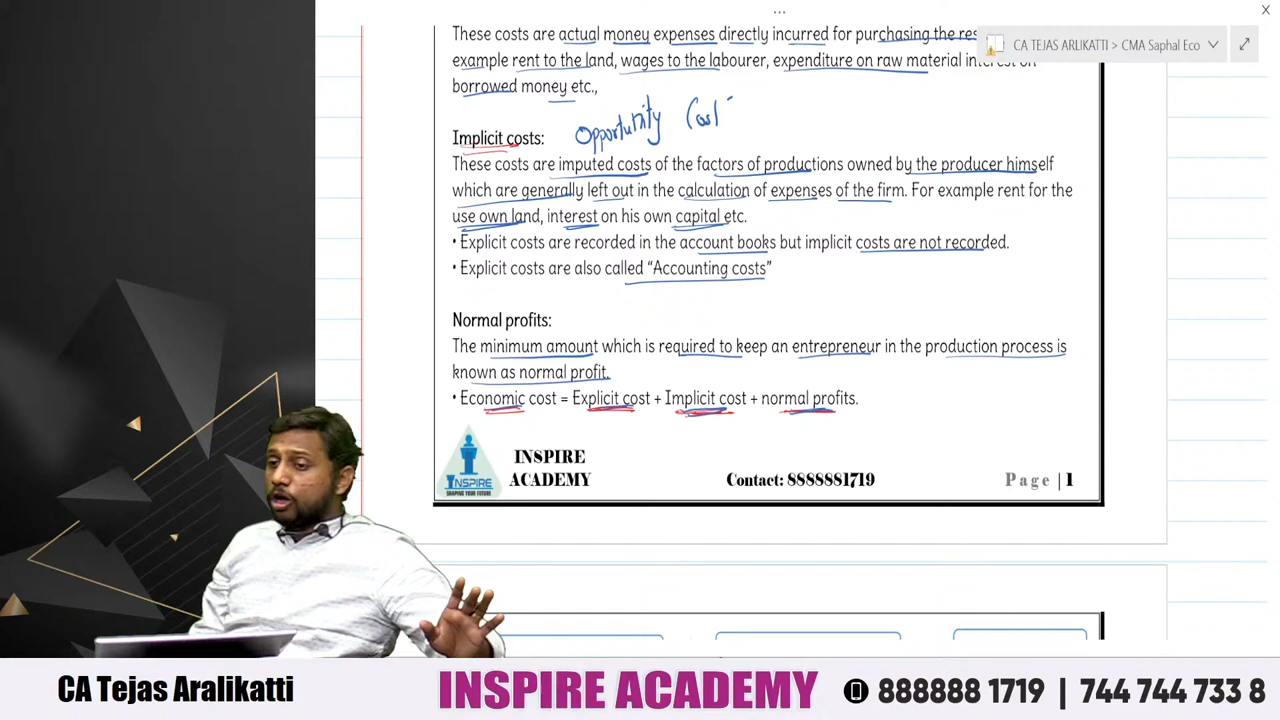 ...
These costs are actual money expenses directly incurred for purchasing the
CA TEJAS ARLIKATTI > CMA Saphal Eco
example rent to the land, wages to the labourer, expenditure on raw material interest on
borrowed money etc.,
Opportunity Cost
Implicit costs:
These costs are imputed costs of the factors of productions owned by the producer himself
which are generally left out in the calculation of expenses of the firm. For example rent for the
use own land, interest on his own capital etc.
• Explicit costs are recorded in the account books but implicit costs are not recorded.
• Explicit costs are also called “Accounting costs”
Normal profits:
The minimum amount which is required to keep an entrepreneur in the production process is
known as normal profit.
• Economic cost = Explicit cost + Implicit cost + normal profits.
INSPIRE
ACADEMY
INSPIRE
SHAPING YOUR FUTURE
Contact: 8888881719
Page | 1
CA Tejas Aralikatti
INSPIRE ACADEMY
888888 1719 | 744 744 733 8